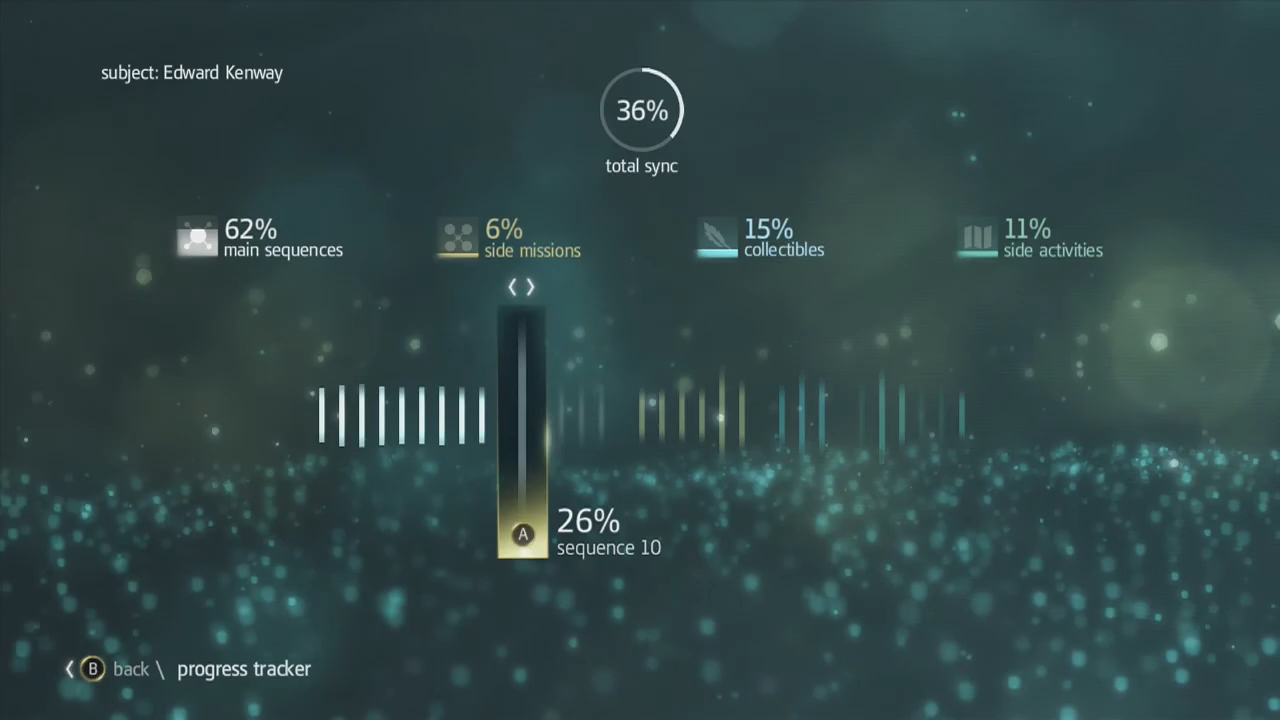 subject: Edward Kenway
36%
total sync
62%
main sequences
6%
side missions
15%
collectibles
11%
side activities
A
26%
sequence 10
B back \ progress tracker